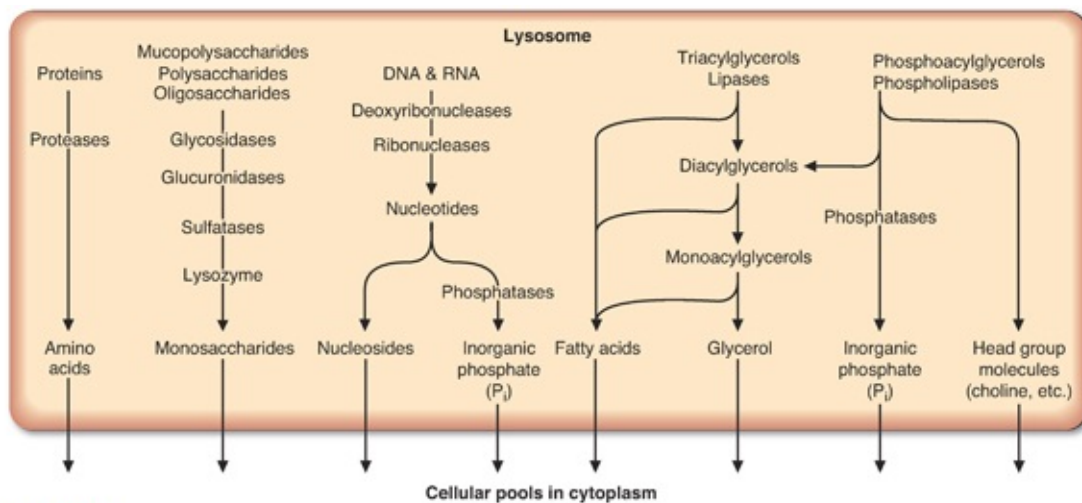 Lysosome
Proteins
Proteases
Amino
acids
Mucopolysaccharides
Polysaccharides
Oligosaccharides
Glycosidases
Glucuronidases
Sulfatases
Lysozyme
Monosaccharides
DNA & RNA
Deoxyribonucleases
Ribonucleases
Nucleotides
Phosphatases
Nucleosides
Inorganic
phosphate
(Pi)
Triacylglycerols
Lipases
Diacylglycerols
Monoacylglycerols
Fatty acids
Glycerol
Phosphoacylglycerols
Phospholipases
Phosphatases
Inorganic
phosphate
(Pi)
Head group
molecules
(choline, etc.)
Cellular pools in cytoplasm